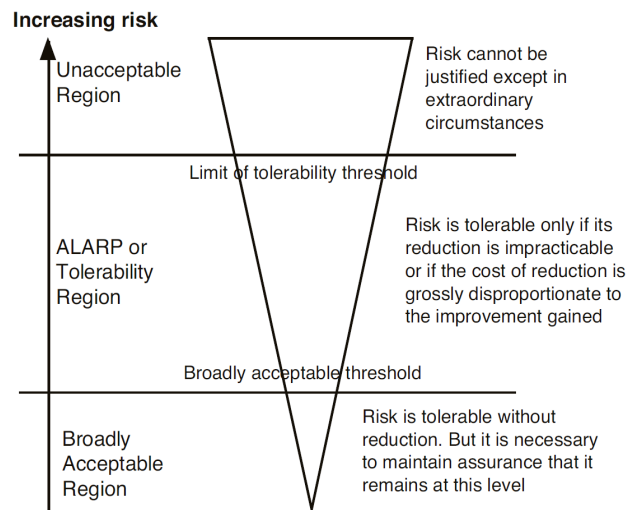 Increasing risk
Unacceptable
Region
Risk cannot be
justified except in
extraordinary
circumstances
Limit of tolerability threshold
ALARP or
Tolerability
Region
Risk is tolerable only if its
reduction is impracticable
or if the cost of reduction is
grossly disproportionate to
the improvement gained
Broadly acceptable threshold
Broadly
Acceptable
Region
Risk is tolerable without
reduction. But it is necessary
to maintain assurance that it
remains at this level